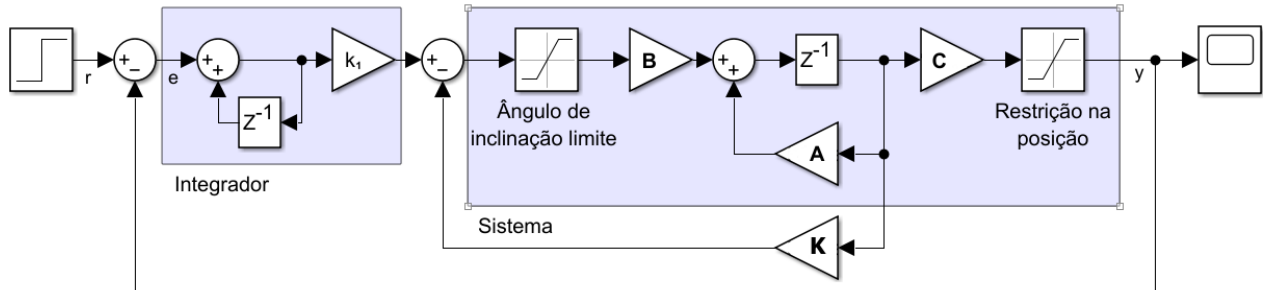 r
+
−
e
+
+
Z-1
k₁
Integrador
+
−
Ângulo de
inclinação limite
B
+
+
Z-1
A
K
C
Restrição na
posição
y
Sistema